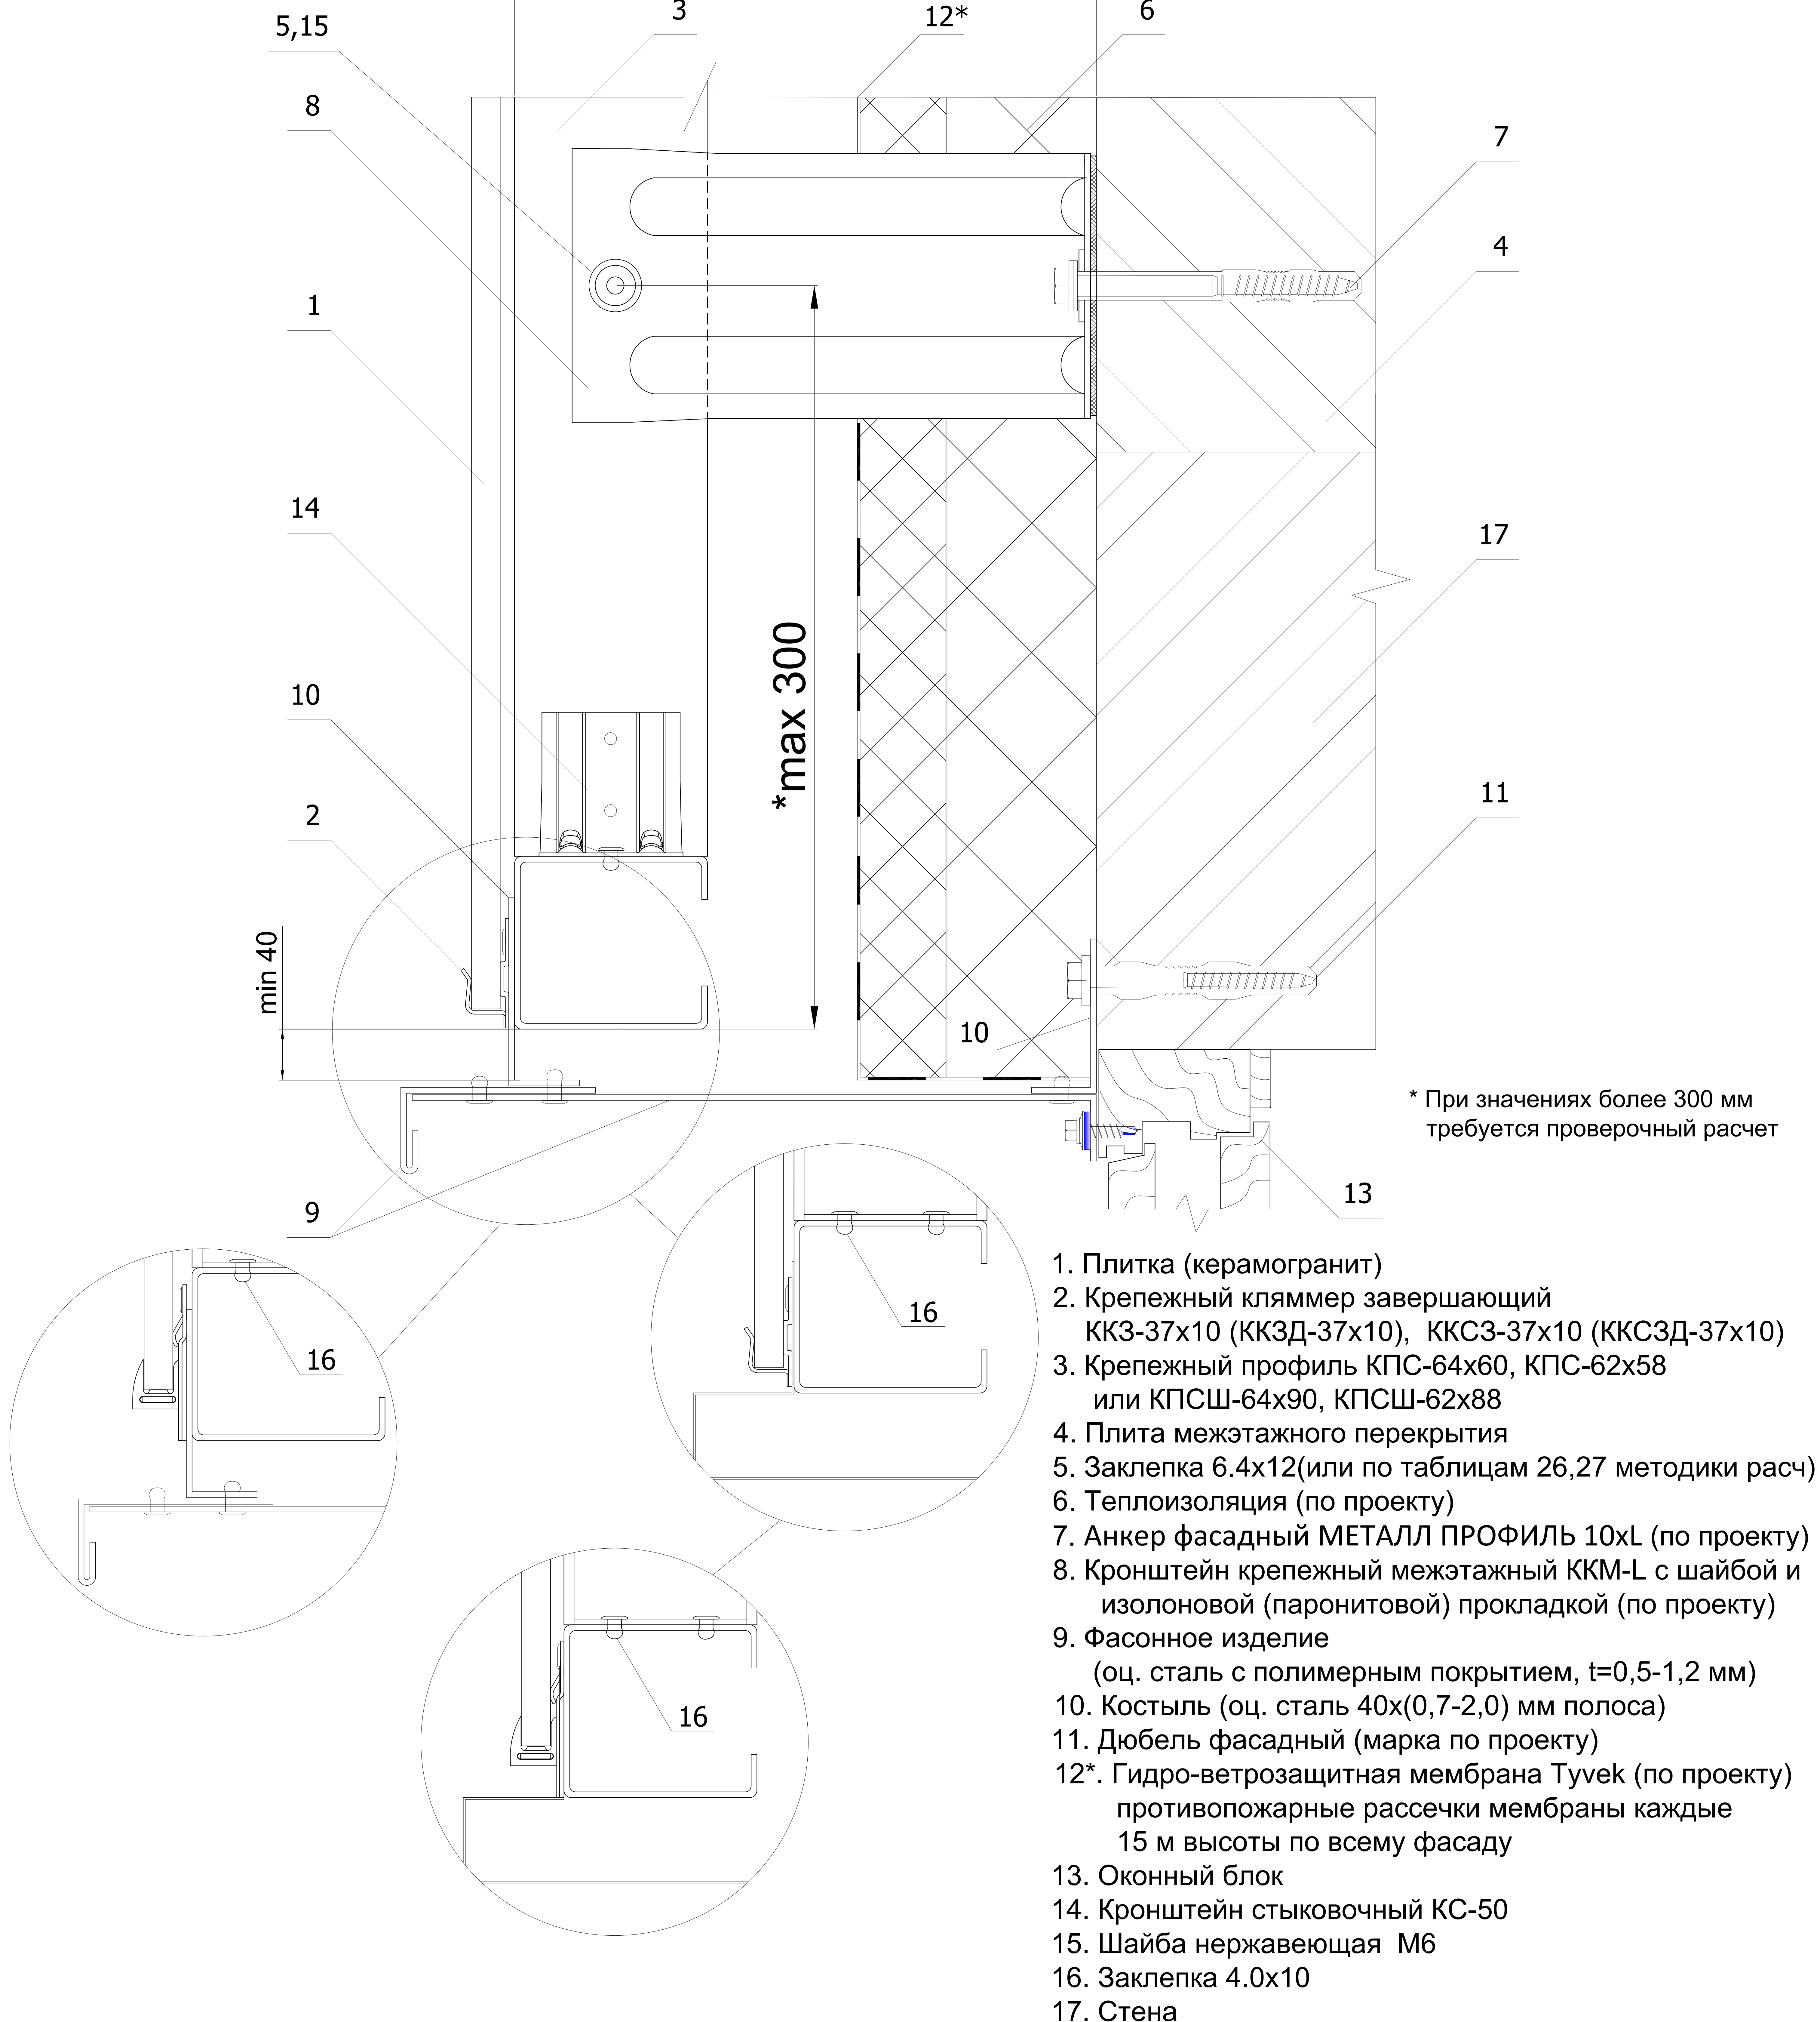 3
12*
6
5,15
8
7
4
1
14
17
10
*max 300
2
11
min 40
10
* При значениях более 300 мм
требуется проверочный расчет
13
9
16
16
16
1. Плитка (керамогранит)
2. Крепежный кляммер завершающий
ККЗ-37х10 (ККЗД-37х10), ККСЗ-37х10 (ККСЗД-37х10)
3. Крепежный профиль КПС-64х60, КПС-62х58
или КПСШ-64х90, КПСШ-62х88
4. Плита межэтажного перекрытия
5. Заклепка 6.4х12(или по таблицам 26,27 методики расч)
6. Теплоизоляция (по проекту)
7. Анкер фасадный МЕТАЛЛ ПРОФИЛЬ 10xL (по проекту)
8. Кронштейн крепежный межэтажный ККМ-L с шайбой и
изолоновой (паронитовой) прокладкой (по проекту)
9. Фасонное изделие
(оц. сталь с полимерным покрытием, t=0,5-1,2 мм)
10. Костыль (оц. сталь 40х(0,7-2,0) мм полоса)
11. Дюбель фасадный (марка по проекту)
12*. Гидро-ветрозащитная мембрана Tyvek (по проекту)
противопожарные рассечки мембраны каждые
15 м высоты по всему фасаду
13. Оконный блок
14. Кронштейн стыковочный КС-50
15. Шайба нержавеющая М6
16. Заклепка 4.0х10
17. Стена